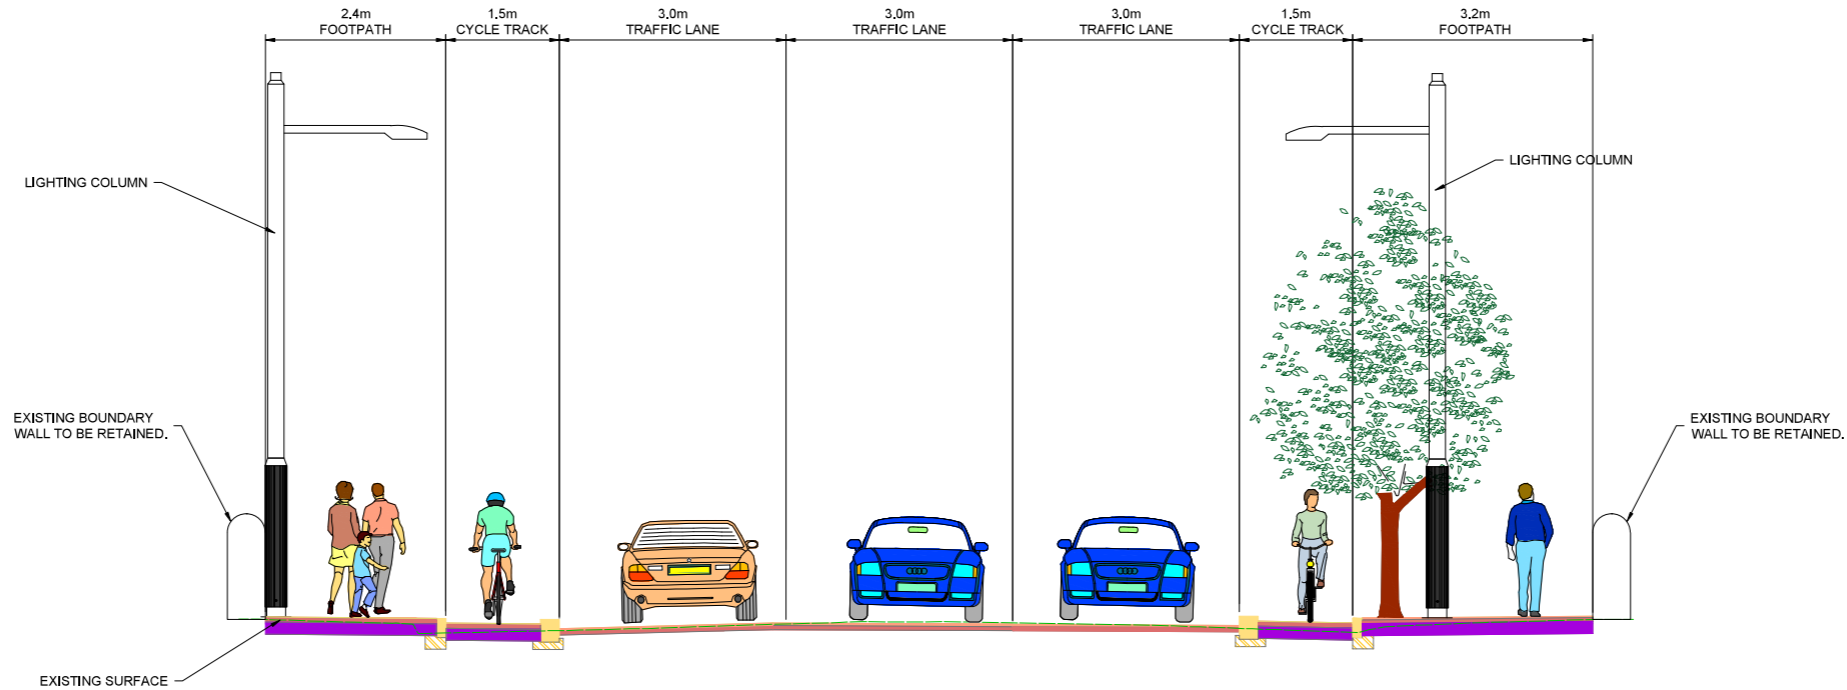 2.4m
FOOTPATH
1.5m
CYCLE TRACK
3.0m
TRAFFIC LANE
3.0m
TRAFFIC LANE
3.0m
TRAFFIC LANE
1.5m
CYCLE TRACK
3.2m
FOOTPATH
LIGHTING COLUMN
LIGHTING COLUMN
EXISTING BOUNDARY
WALL TO BE RETAINED.
EXISTING BOUNDARY
WALL TO BE RETAINED.
EXISTING SURFACE